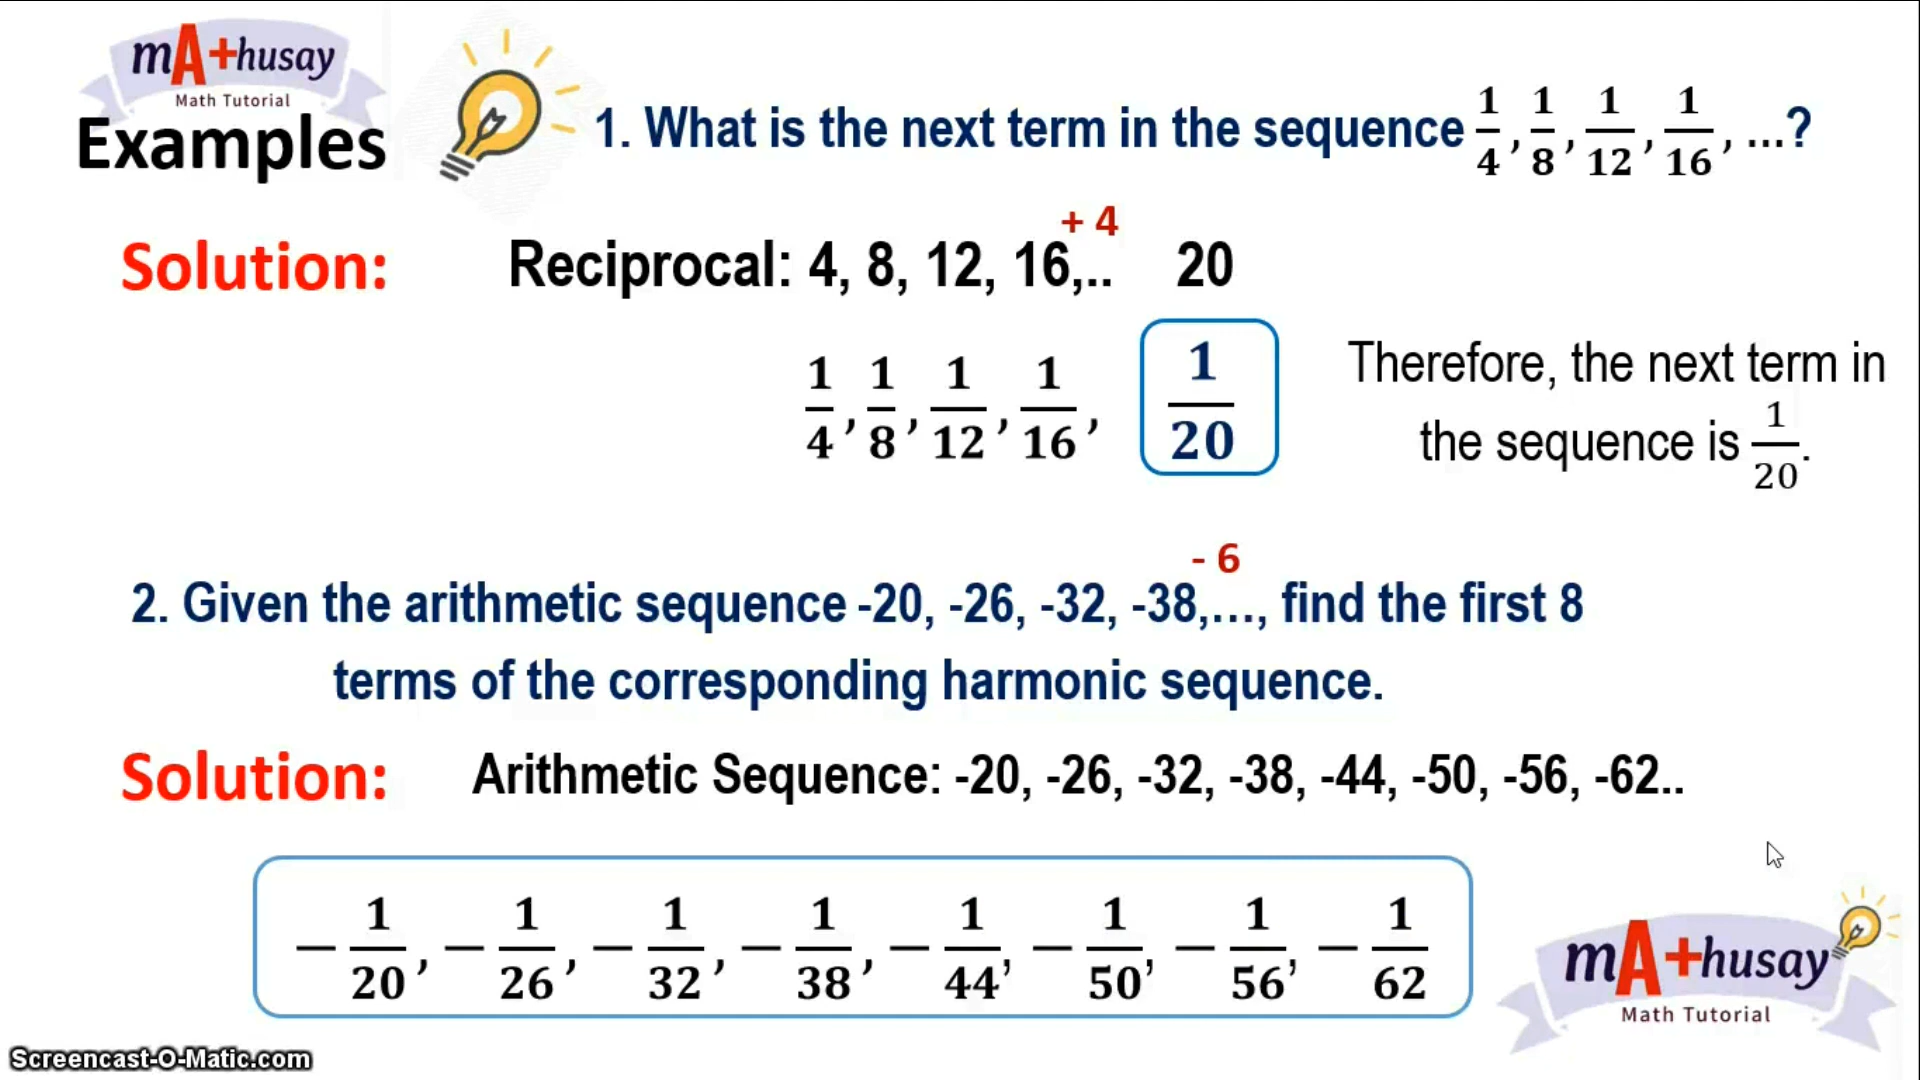 mA+husay
Math Tutorial
Examples
1. What is the next term in the sequence 1/4, 1/8, 1/12, 1/16, ...?
+ 4
Solution: Reciprocal: 4, 8, 12, 16,.. 20
1/4, 1/8, 1/12, 1/16, 1/20
Therefore, the next term in
the sequence is 1/20.
- 6
2. Given the arithmetic sequence -20, -26, -32, -38,..., find the first 8
terms of the corresponding harmonic sequence.
Solution: Arithmetic Sequence: -20, -26, -32, -38, -44, -50, -56, -62..
−1/20, −1/26, −1/32, −1/38, −1/44, −1/50, −1/56, −1/62
mA+husay
Math Tutorial
Screencast-O-Matic.com